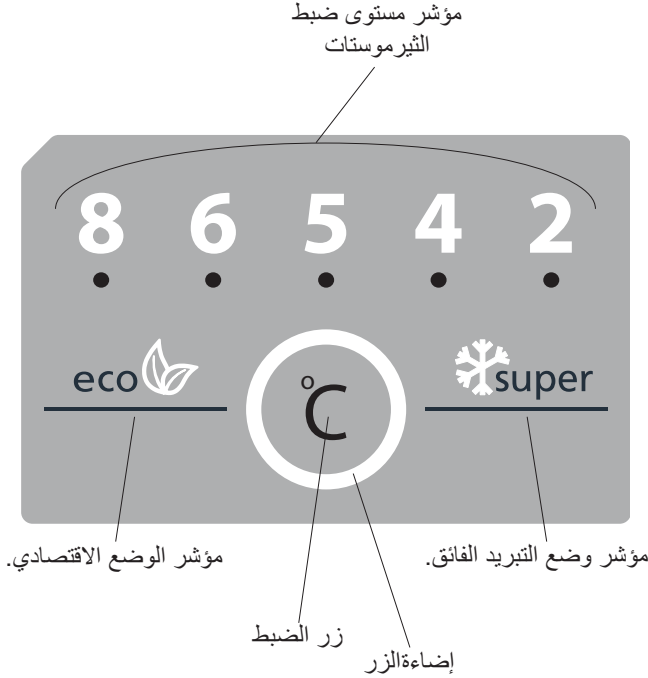 مؤشر مستوى ضبط
الثيرموستات
8 6 5 4 2
eco
super
°C
مؤشر الوضع الاقتصادي.
مؤشر وضع التبريد الفائق.
زر الضبط
إضاءةالزر